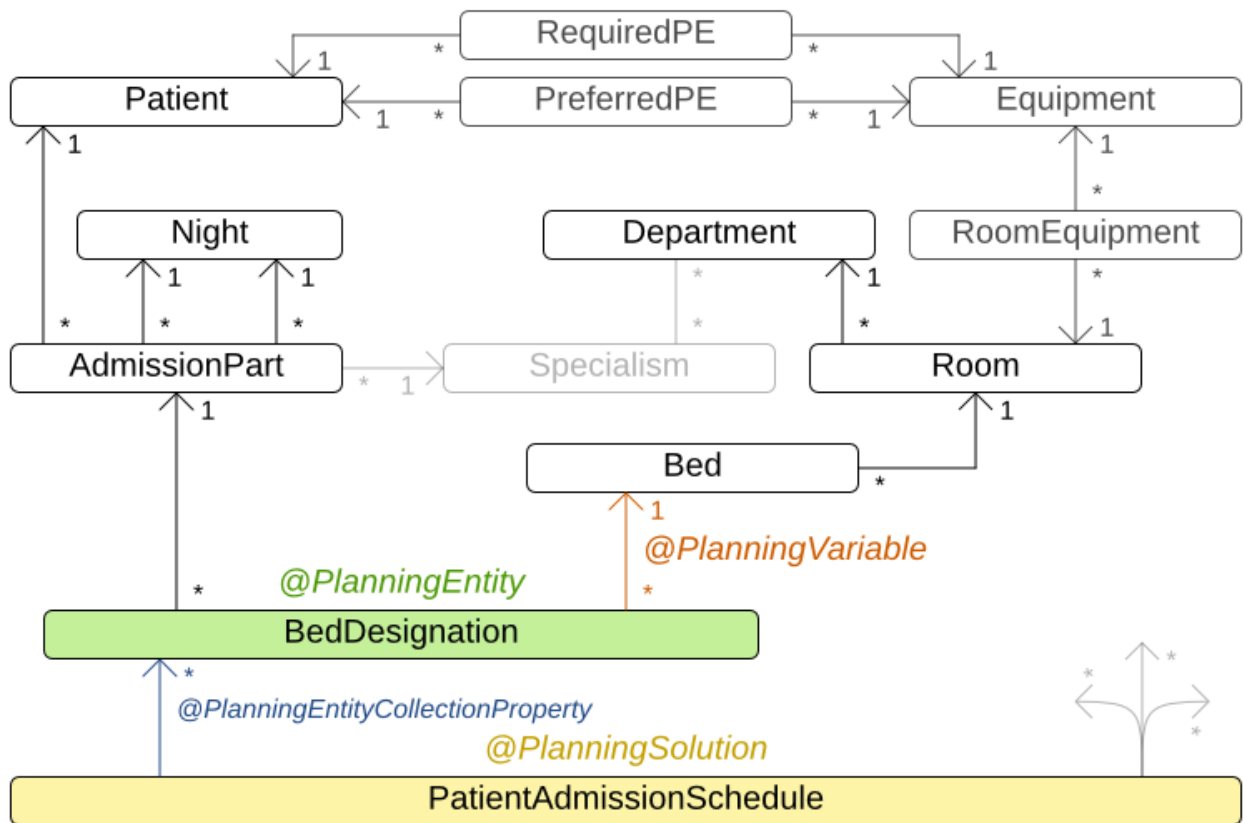 RequiredPE
* *
1 1
Patient PreferredPE Equipment
1 * * 1
1 1
*
Night Department RoomEquipment
* *
1 1 1
* * * * * 1
AdmissionPart Specialism Room
* 1
1 1
Bed
*
1
@PlanningVariable
@PlanningEntity
* *
BedDesignation
* *
@PlanningEntityCollectionProperty * *
@PlanningSolution
PatientAdmissionSchedule